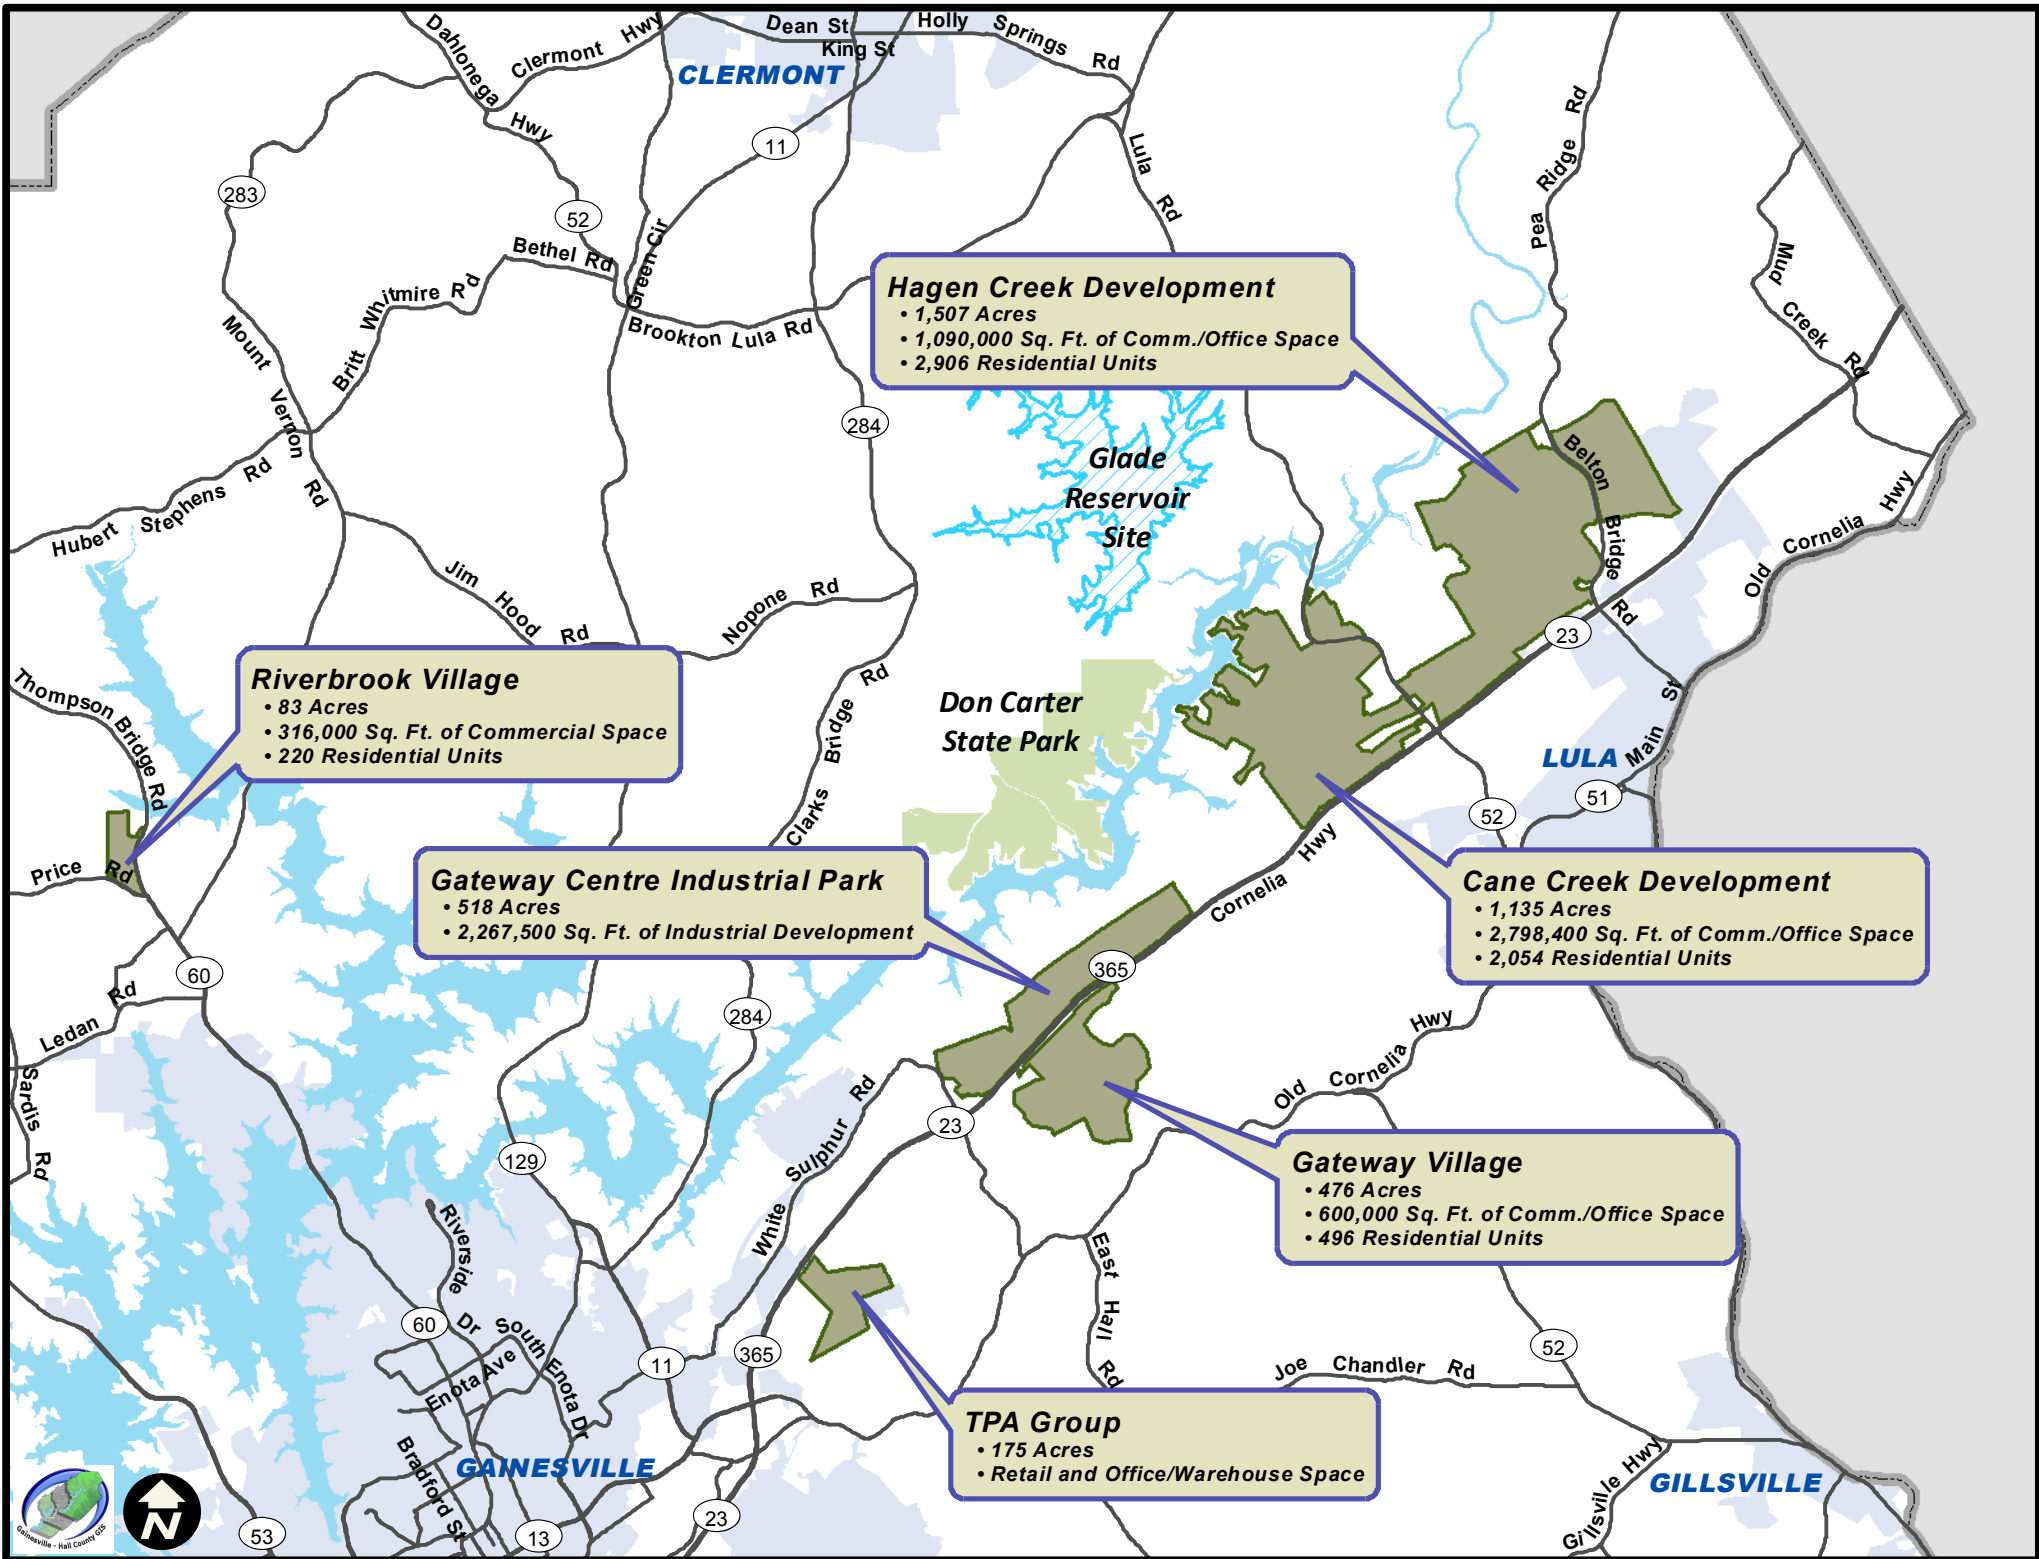 Dahlonega Hwy
Clermont Hwy
Dean St
King St
Holly Springs Rd
CLERMONT
11
283
52
Lula Rd
Pea Ridge Rd
Mud Creek Rd
Bethel Rd
Green Cir
Britt Whitmire Rd
Brookton Lula Rd
Mount Vernon Rd
Hagen Creek Development
• 1,507 Acres
• 1,090,000 Sq. Ft. of Comm./Office Space
• 2,906 Residential Units
284
Glade
Reservoir
Site
Belton Bridge Rd
Hubert Stephens Rd
Jim Hood Rd
Nopone Rd
Old Cornelia Hwy
23
Thompson Bridge Rd
Riverbrook Village
• 83 Acres
• 316,000 Sq. Ft. of Commercial Space
• 220 Residential Units
Clarks Bridge Rd
Don Carter
State Park
LULA
Main St
51
52
Price Rd
Gateway Centre Industrial Park
• 518 Acres
• 2,267,500 Sq. Ft. of Industrial Development
Cornelia Hwy
Cane Creek Development
• 1,135 Acres
• 2,798,400 Sq. Ft. of Comm./Office Space
• 2,054 Residential Units
60
365
Ledan Rd
284
Old Cornelia Hwy
Sardis Rd
White Sulphur Rd
23
129
Gateway Village
• 476 Acres
• 600,000 Sq. Ft. of Comm./Office Space
• 496 Residential Units
Riverside Dr
East Hall Rd
60
South Enota Dr
Enota Ave
11
365
52
Joe Chandler Rd
TPA Group
• 175 Acres
• Retail and Office/Warehouse Space
Bradford St
GAINESVILLE
GILLSVILLE
Gillsville Hwy
Gainesville - Hall County GIS
N
53
13
23